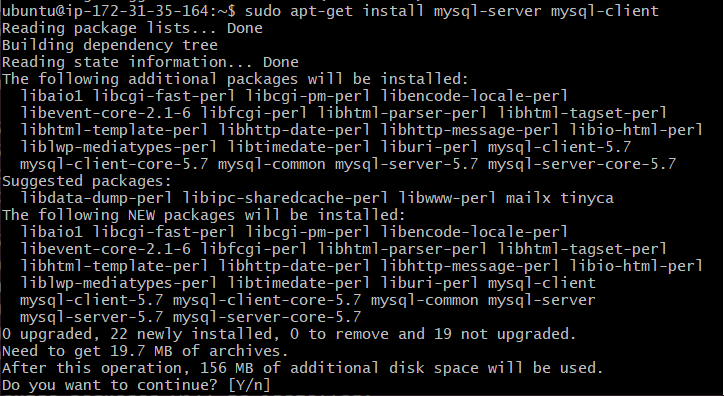 ubuntu@ip-172-31-35-164:~$ sudo apt-get install mysql-server mysql-client
Reading package lists... Done
Building dependency tree
Reading state information... Done
The following additional packages will be installed:
  libaio1 libcgi-fast-perl libcgi-pm-perl libencode-locale-perl
  libevent-core-2.1-6 libfcgi-perl libhtml-parser-perl libhtml-tagset-perl
  libhtml-template-perl libhttp-date-perl libhttp-message-perl libio-html-perl
  liblwp-mediatypes-perl libtimedate-perl liburi-perl mysql-client-5.7
  mysql-client-core-5.7 mysql-common mysql-server-5.7 mysql-server-core-5.7
Suggested packages:
  libdata-dump-perl libipc-sharedcache-perl libwww-perl mailx tinyca
The following NEW packages will be installed:
  libaio1 libcgi-fast-perl libcgi-pm-perl libencode-locale-perl
  libevent-core-2.1-6 libfcgi-perl libhtml-parser-perl libhtml-tagset-perl
  libhtml-template-perl libhttp-date-perl libhttp-message-perl libio-html-perl
  liblwp-mediatypes-perl libtimedate-perl liburi-perl mysql-client
  mysql-client-5.7 mysql-client-core-5.7 mysql-common mysql-server
  mysql-server-5.7 mysql-server-core-5.7
0 upgraded, 22 newly installed, 0 to remove and 19 not upgraded.
Need to get 19.7 MB of archives.
After this operation, 156 MB of additional disk space will be used.
Do you want to continue? [Y/n]